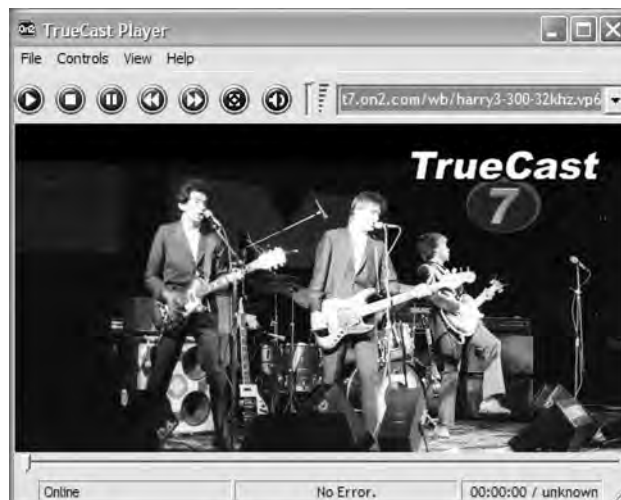 On2 TrueCast Player
File Controls View Help
t7.on2.com/wb/harry3-300-32khz.vp6
TrueCast
7
Online No Error. 00:00:00 / unknown